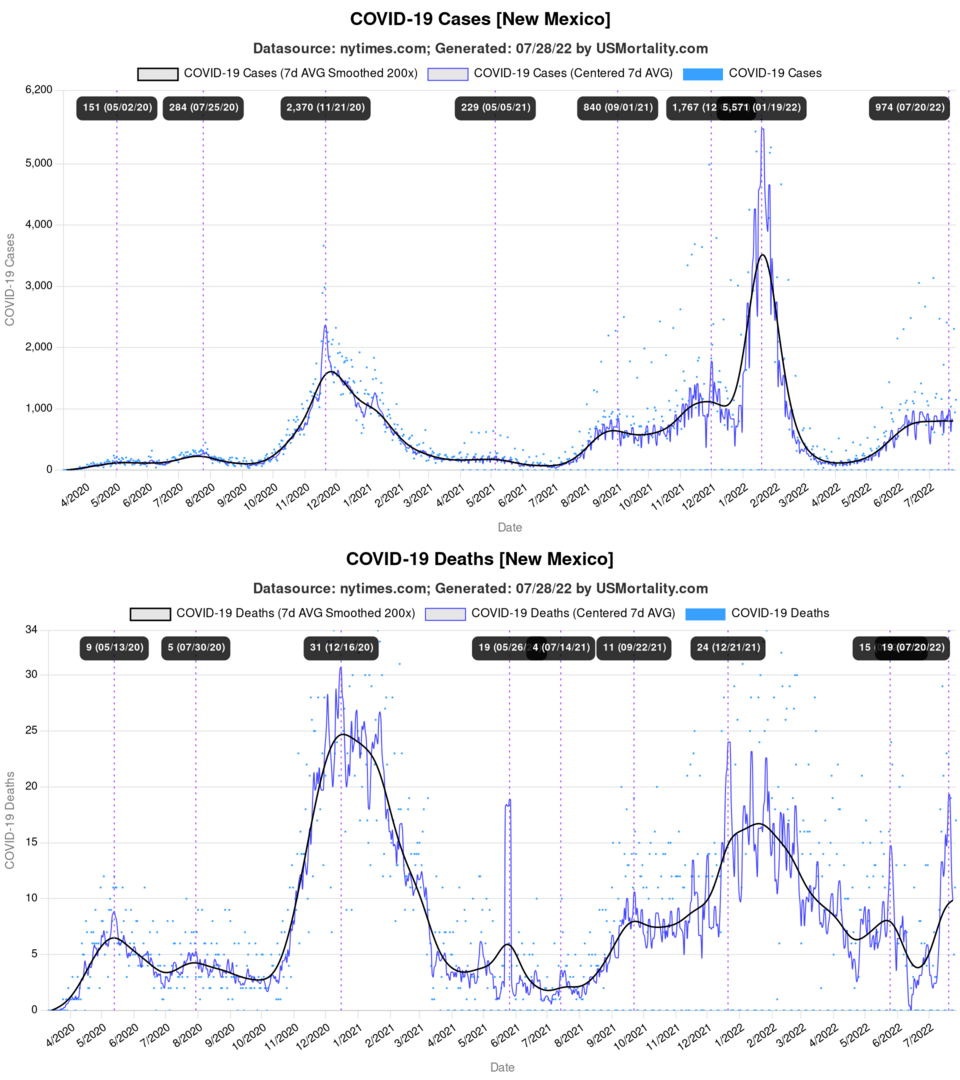 COVID-19 Cases [New Mexico]
Datasource: nytimes.com; Generated: 07/28/22 by USMortality.com
COVID-19 Cases (7d AVG Smoothed 200x) COVID-19 Cases (Centered 7d AVG) COVID-19 Cases
6,200
151 (05/02/20) 284 (07/25/20) 2,370 (11/21/20) 229 (05/05/21) 840 (09/01/21) 1,767 (12 5,571 (01/19/22) 974 (07/20/22)
5,000
4,000
3,000
2,000
1,000
0
COVID-19 Cases
4/2020 5/2020 6/2020 7/2020 8/2020 9/2020 10/2020 11/2020 12/2020 1/2021 2/2021 3/2021 4/2021 5/2021 6/2021 7/2021 8/2021 9/2021 10/2021 11/2021 12/2021 1/2022 2/2022 3/2022 4/2022 5/2022 6/2022 7/2022
Date
COVID-19 Deaths [New Mexico]
Datasource: nytimes.com; Generated: 07/28/22 by USMortality.com
COVID-19 Deaths (7d AVG Smoothed 200x) COVID-19 Deaths (Centered 7d AVG) COVID-19 Deaths
34
9 (05/13/20) 5 (07/30/20) 31 (12/16/20) 19 (05/26/ 4 (07/14/21) 11 (09/22/21) 24 (12/21/21) 15 19 (07/20/22)
30
25
20
15
10
5
0
COVID-19 Deaths
4/2020 5/2020 6/2020 7/2020 8/2020 9/2020 10/2020 11/2020 12/2020 1/2021 2/2021 3/2021 4/2021 5/2021 6/2021 7/2021 8/2021 9/2021 10/2021 11/2021 12/2021 1/2022 2/2022 3/2022 4/2022 5/2022 6/2022 7/2022
Date